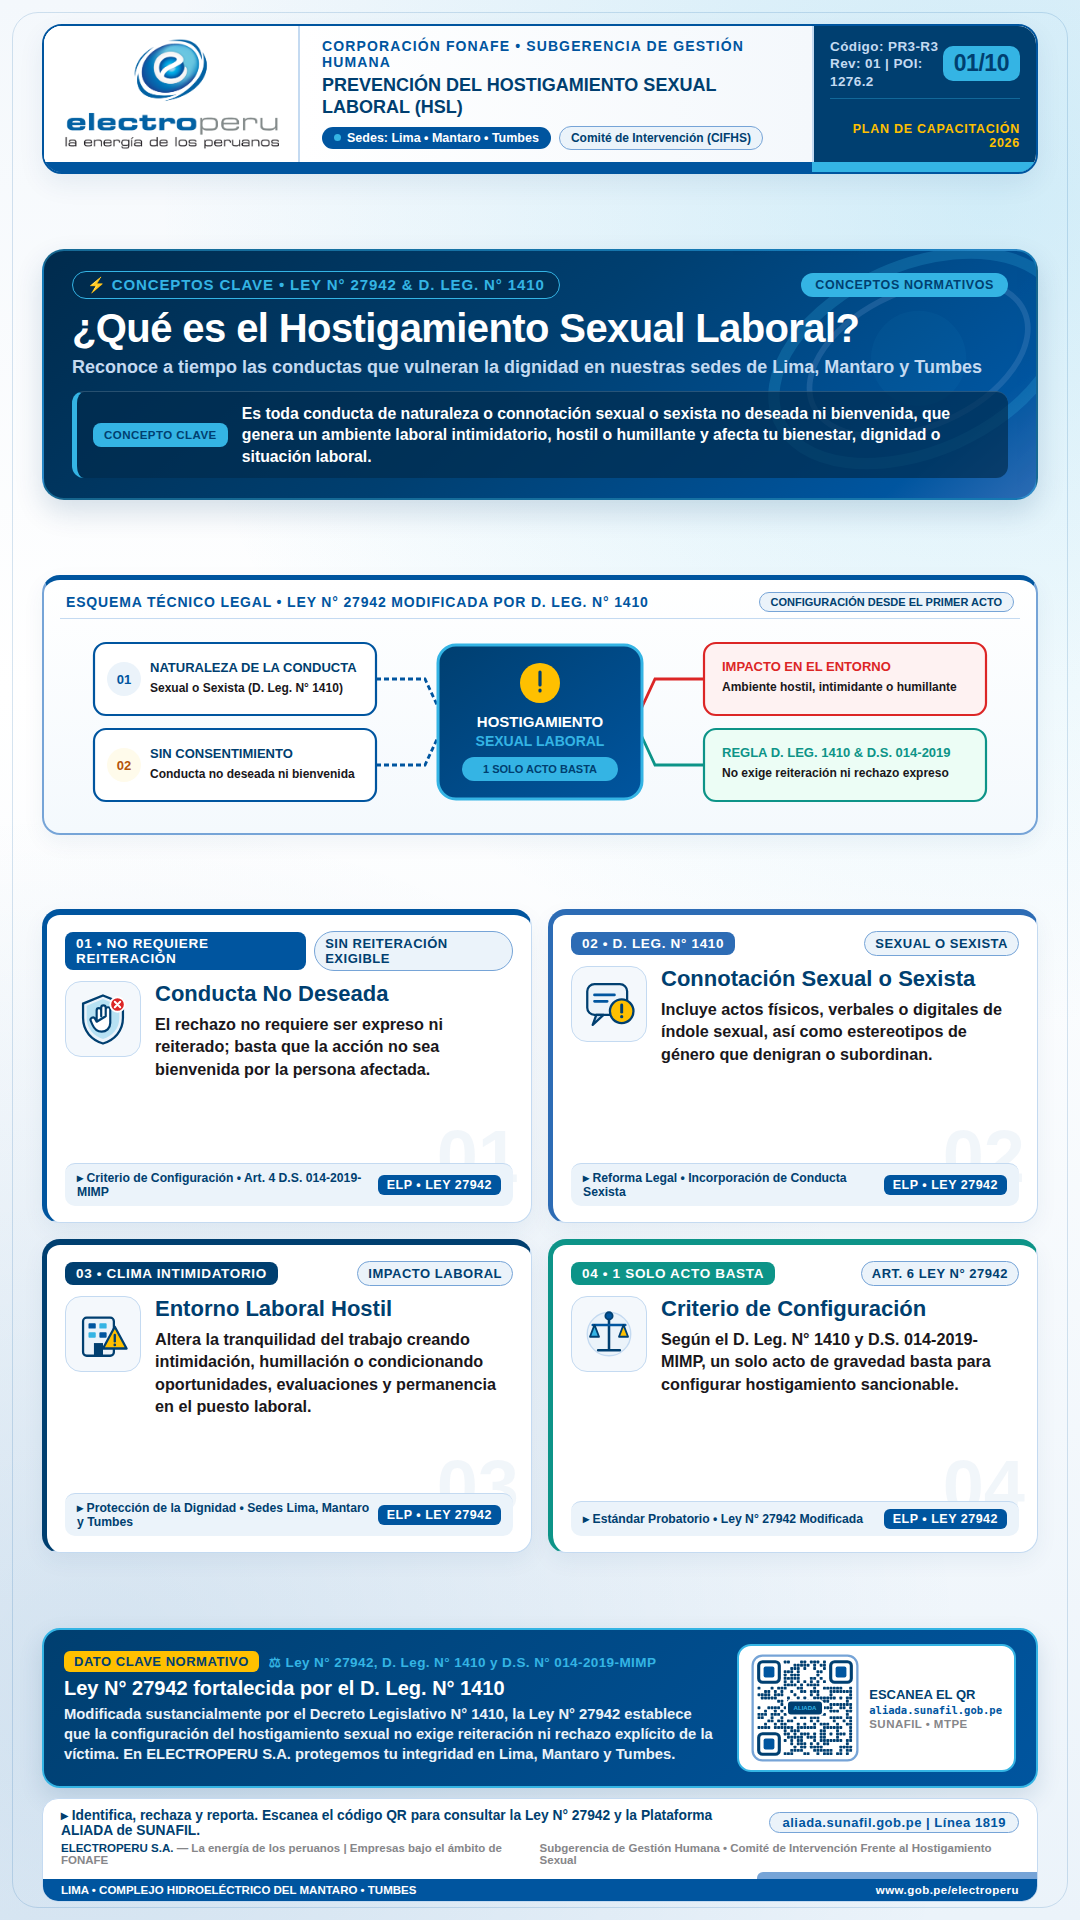 electroperu
la energía de los peruanos
CORPORACIÓN FONAFE • SUBGERENCIA DE GESTIÓN
HUMANA
PREVENCIÓN DEL HOSTIGAMIENTO SEXUAL
LABORAL (HSL)
Sedes: Lima • Mantaro • Tumbes
Comité de Intervención (CIFHS)
Código: PR3-R3
Rev: 01 | POI:
1276.2
01/10
PLAN DE CAPACITACIÓN
2026
⚡ CONCEPTOS CLAVE • LEY N° 27942 & D. LEG. N° 1410
CONCEPTOS NORMATIVOS
¿Qué es el Hostigamiento Sexual Laboral?
Reconoce a tiempo las conductas que vulneran la dignidad en nuestras sedes de Lima, Mantaro y Tumbes
CONCEPTO CLAVE
Es toda conducta de naturaleza o connotación sexual o sexista no deseada ni bienvenida, que
genera un ambiente laboral intimidatorio, hostil o humillante y afecta tu bienestar, dignidad o
situación laboral.
ESQUEMA TÉCNICO LEGAL • LEY N° 27942 MODIFICADA POR D. LEG. N° 1410
CONFIGURACIÓN DESDE EL PRIMER ACTO
01
NATURALEZA DE LA CONDUCTA
Sexual o Sexista (D. Leg. N° 1410)
02
SIN CONSENTIMIENTO
Conducta no deseada ni bienvenida
!
HOSTIGAMIENTO
SEXUAL LABORAL
1 SOLO ACTO BASTA
IMPACTO EN EL ENTORNO
Ambiente hostil, intimidante o humillante
REGLA D. LEG. 1410 & D.S. 014-2019
No exige reiteración ni rechazo expreso
01 • NO REQUIERE
REITERACIÓN
SIN REITERACIÓN
EXIGIBLE
Conducta No Deseada
El rechazo no requiere ser expreso ni
reiterado; basta que la acción no sea
bienvenida por la persona afectada.
01
▸ Criterio de Configuración • Art. 4 D.S. 014-2019-
MIMP
ELP • LEY 27942
02 • D. LEG. N° 1410
SEXUAL O SEXISTA
Connotación Sexual o Sexista
Incluye actos físicos, verbales o digitales de
índole sexual, así como estereotipos de
género que denigran o subordinan.
02
▸ Reforma Legal • Incorporación de Conducta
Sexista
ELP • LEY 27942
03 • CLIMA INTIMIDATORIO
IMPACTO LABORAL
Entorno Laboral Hostil
Altera la tranquilidad del trabajo creando
intimidación, humillación o condicionando
oportunidades, evaluaciones y permanencia
en el puesto laboral.
03
▸ Protección de la Dignidad • Sedes Lima, Mantaro
y Tumbes
ELP • LEY 27942
04 • 1 SOLO ACTO BASTA
ART. 6 LEY N° 27942
Criterio de Configuración
Según el D. Leg. N° 1410 y D.S. 014-2019-
MIMP, un solo acto de gravedad basta para
configurar hostigamiento sancionable.
04
▸ Estándar Probatorio • Ley N° 27942 Modificada
ELP • LEY 27942
DATO CLAVE NORMATIVO
⚖ Ley N° 27942, D. Leg. N° 1410 y D.S. N° 014-2019-MIMP
Ley N° 27942 fortalecida por el D. Leg. N° 1410
Modificada sustancialmente por el Decreto Legislativo N° 1410, la Ley N° 27942 establece
que la configuración del hostigamiento sexual no exige reiteración ni rechazo explícito de la
víctima. En ELECTROPERU S.A. protegemos tu integridad en Lima, Mantaro y Tumbes.
ALIADA
ESCANEA EL QR
aliada.sunafil.gob.pe
SUNAFIL • MTPE
▸ Identifica, rechaza y reporta. Escanea el código QR para consultar la Ley N° 27942 y la Plataforma
ALIADA de SUNAFIL.
aliada.sunafil.gob.pe | Línea 1819
ELECTROPERU S.A. — La energía de los peruanos | Empresas bajo el ámbito de
FONAFE
Subgerencia de Gestión Humana • Comité de Intervención Frente al Hostigamiento
Sexual
LIMA • COMPLEJO HIDROELÉCTRICO DEL MANTARO • TUMBES
www.gob.pe/electroperu